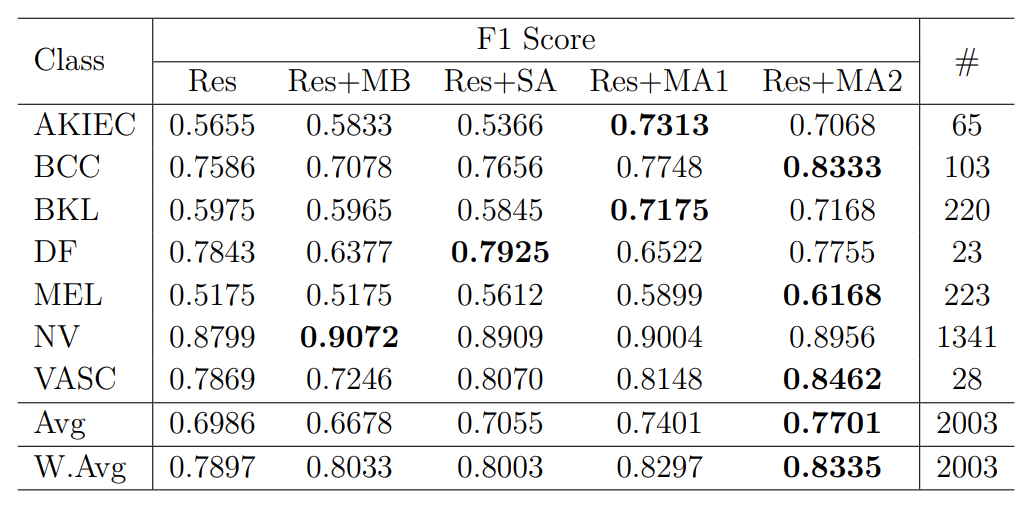 Class F1 Score #
Res Res+MB Res+SA Res+MA1 Res+MA2
AKIEC 0.5655 0.5833 0.5366 0.7313 0.7068 65
BCC 0.7586 0.7078 0.7656 0.7748 0.8333 103
BKL 0.5975 0.5965 0.5845 0.7175 0.7168 220
DF 0.7843 0.6377 0.7925 0.6522 0.7755 23
MEL 0.5175 0.5175 0.5612 0.5899 0.6168 223
NV 0.8799 0.9072 0.8909 0.9004 0.8956 1341
VASC 0.7869 0.7246 0.8070 0.8148 0.8462 28
Avg 0.6986 0.6678 0.7055 0.7401 0.7701 2003
W.Avg 0.7897 0.8033 0.8003 0.8297 0.8335 2003